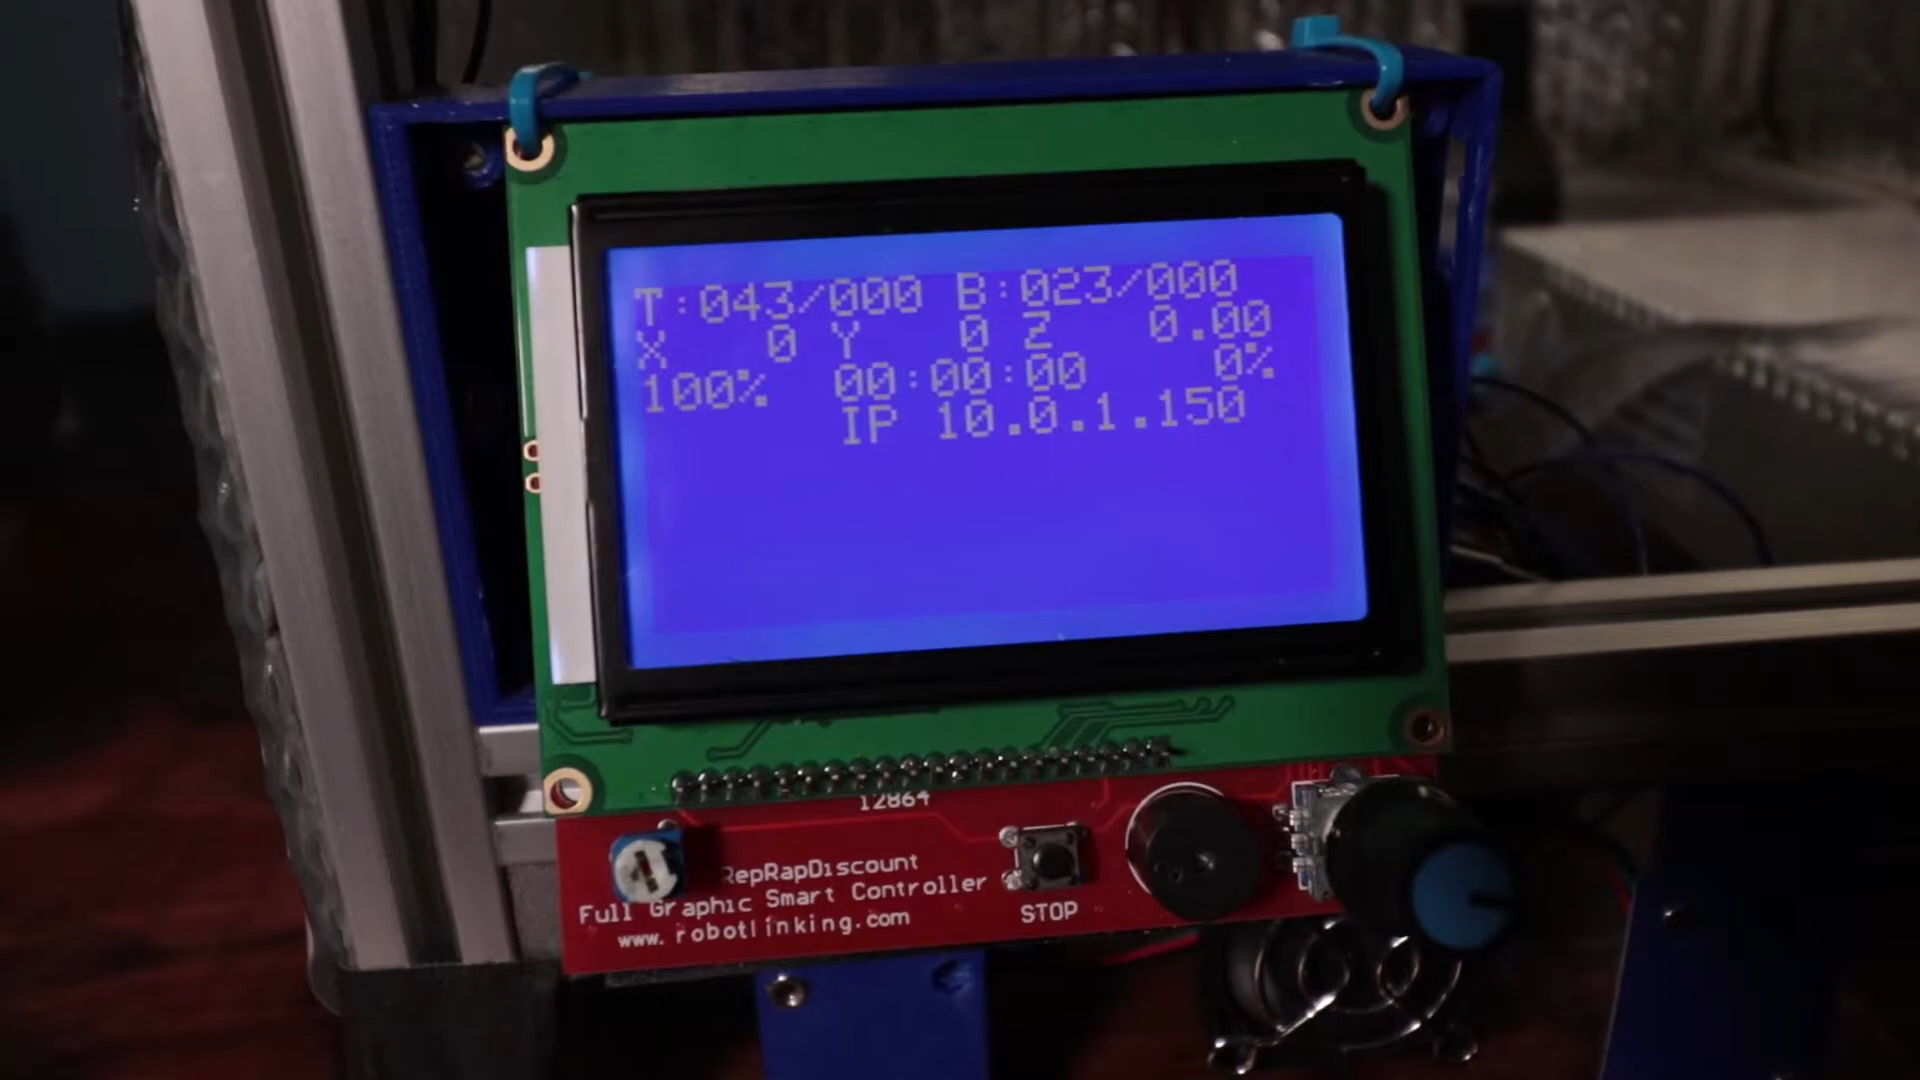 T:043/000 B:023/000
X 0 Y 0 Z 0.00
100% 00:00:00 0%
IP 10.0.1.150
12864
RepRapDiscount
Full Graphic Smart Controller
www.robotlinking.com
STOP